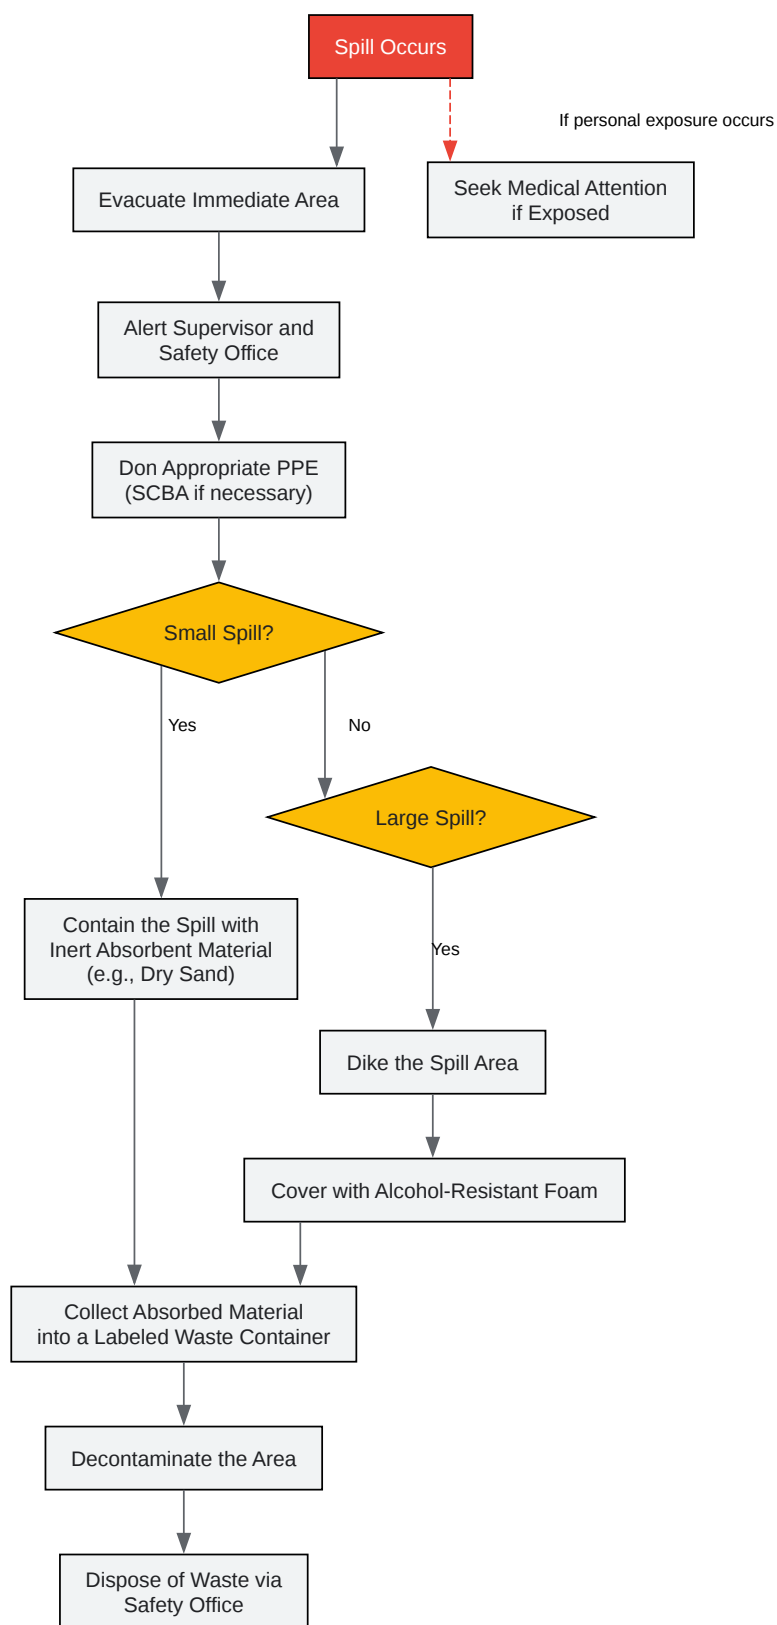 Spill Occurs
If personal exposure occurs
Evacuate Immediate Area
Seek Medical Attention
if Exposed
Alert Supervisor and
Safety Office
Don Appropriate PPE
(SCBA if necessary)
Small Spill?
Yes
No
Large Spill?
Contain the Spill with
Inert Absorbent Material
(e.g., Dry Sand)
Yes
Dike the Spill Area
Cover with Alcohol-Resistant Foam
Collect Absorbed Material
into a Labeled Waste Container
Decontaminate the Area
Dispose of Waste via
Safety Office